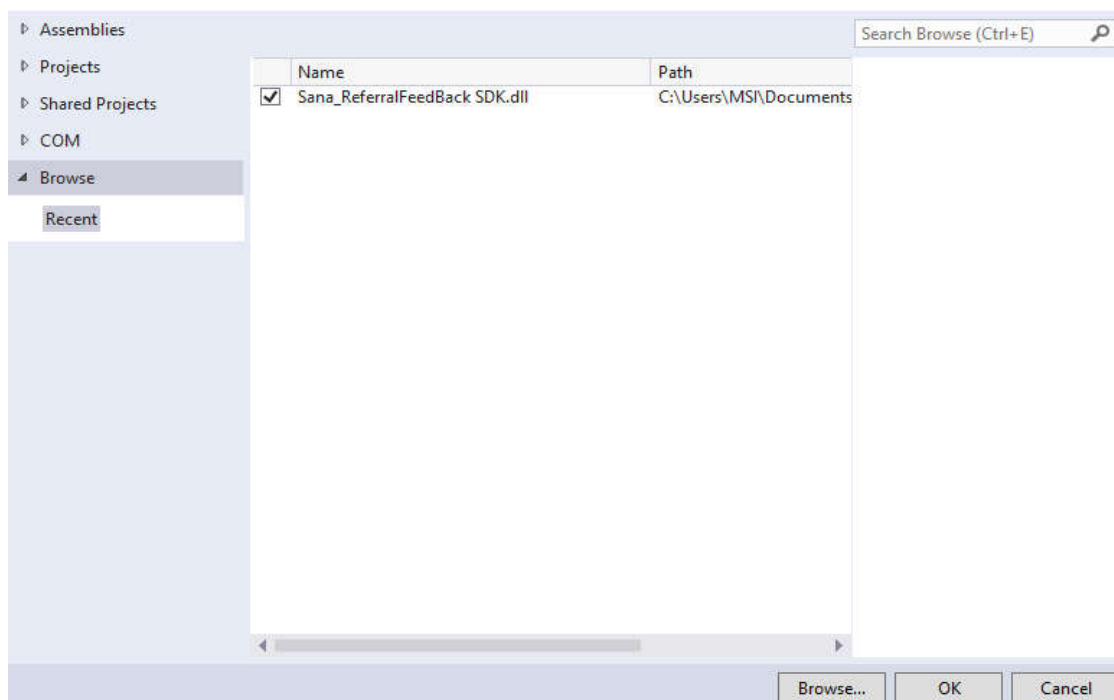 Assemblies
Search Browse (Ctrl+E)
Projects
Name Path
Sana_ReferralFeedBack SDK.dll C:\Users\MSI\Documents
Shared Projects
COM
Browse
Recent
Browse... OK Cancel